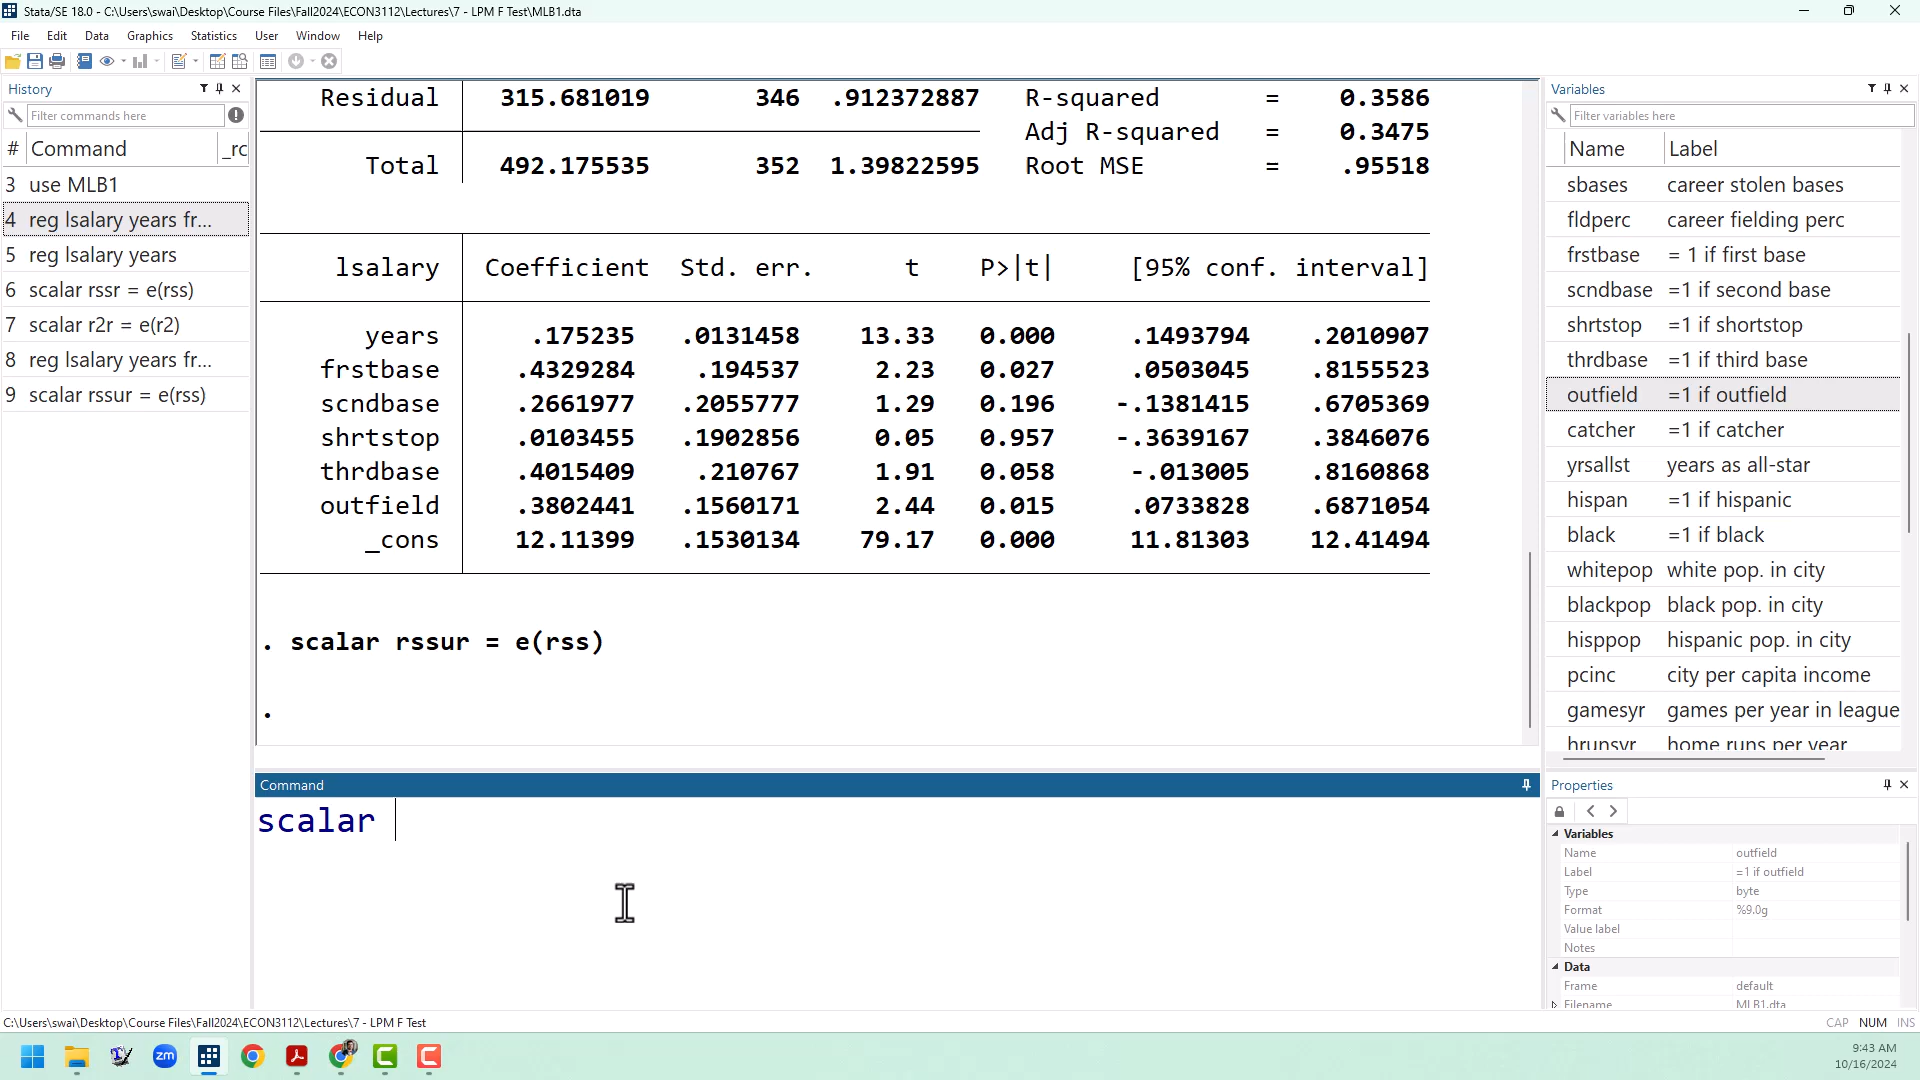 Stata/SE 18.0 - C:\Users\swai\Desktop\Course Files\Fall2024\ECON3112\Lectures\7 - LPM F Test\MLB1.dta
File Edit Data Graphics Statistics User Window Help
History
Filter commands here
# Command _rc
3 use MLB1
4 reg lsalary years fr...
5 reg lsalary years
6 scalar rssr = e(rss)
7 scalar r2r = e(r2)
8 reg lsalary years fr...
9 scalar rssur = e(rss)
Residual 315.681019 346 .912372887 R-squared = 0.3586
Adj R-squared = 0.3475
Total 492.175535 352 1.39822595 Root MSE = .95518
lsalary Coefficient Std. err. t P>|t| [95% conf. interval]
years .175235 .0131458 13.33 0.000 .1493794 .2010907
frstbase .4329284 .194537 2.23 0.027 .0503045 .8155523
scndbase .2661977 .2055777 1.29 0.196 -.1381415 .6705369
shrtstop .0103455 .1902856 0.05 0.957 -.3639167 .3846076
thrdbase .4015409 .210767 1.91 0.058 -.013005 .8160868
outfield .3802441 .1560171 2.44 0.015 .0733828 .6871054
_cons 12.11399 .1530134 79.17 0.000 11.81303 12.41494
. scalar rssur = e(rss)
.
Command
scalar
Variables
Filter variables here
Name Label
sbases career stolen bases
fldperc career fielding perc
frstbase = 1 if first base
scndbase =1 if second base
shrtstop =1 if shortstop
thrdbase =1 if third base
outfield =1 if outfield
catcher =1 if catcher
yrsallst years as all-star
hispan =1 if hispanic
black =1 if black
whitepop white pop. in city
blackpop black pop. in city
hisppop hispanic pop. in city
pcinc city per capita income
gamesyr games per year in league
hrunsyr home runs per year
Properties
Variables
Name outfield
Label =1 if outfield
Type byte
Format %9.0g
Value label
Notes
Data
Frame default
Filename MLB1.dta
C:\Users\swai\Desktop\Course Files\Fall2024\ECON3112\Lectures\7 - LPM F Test
CAP NUM INS
zm
9:43 AM
10/16/2024